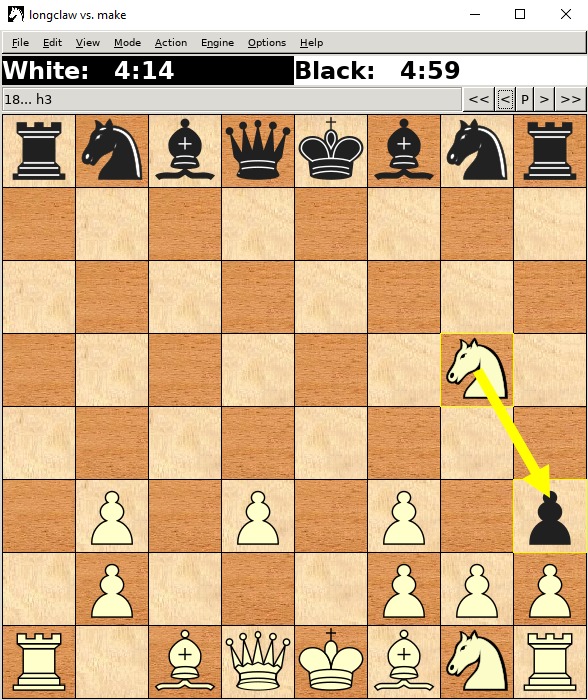 longclaw vs. make
File Edit View Mode Action Engine Options Help
White: 4:14 Black: 4:59
18... h3 << < P > >>